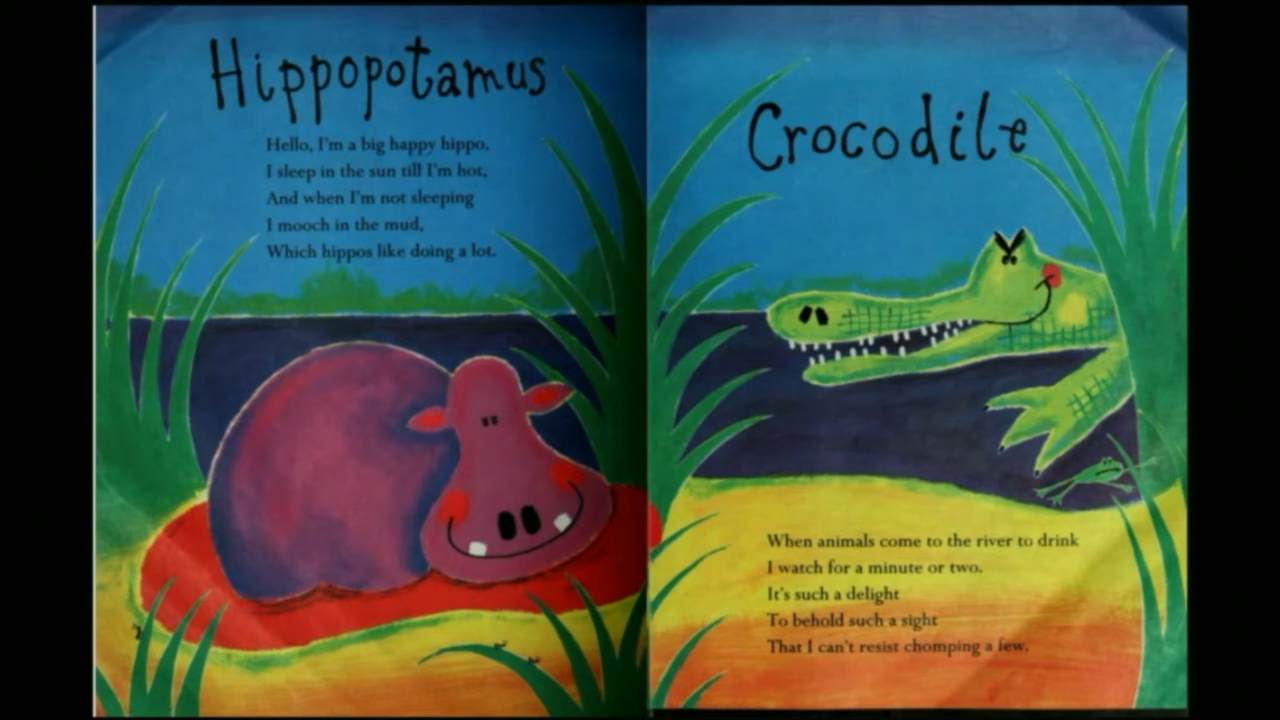 Hippopotamus
Hello, I'm a big happy hippo,
I sleep in the sun till I'm hot,
And when I'm not sleeping
I mooch in the mud,
Which hippos like doing a lot.
Crocodile
When animals come to the river to drink
I watch for a minute or two.
It's such a delight
To behold such a sight
That I can't resist chomping a few.